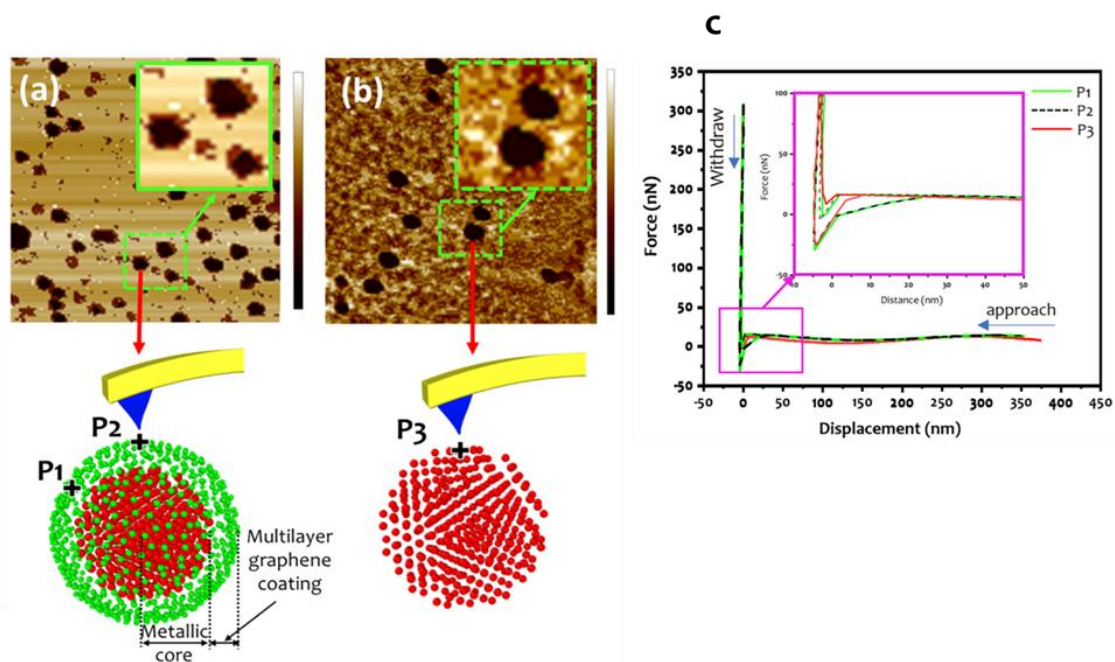 C
(a)
(b)
P2
P1
P3
Multilayer
graphene
coating
Metallic
core
350
300
250
200
150
100
50
0
-50
Force (nN)
-50 0 50 100 150 200 250 300 350 400 450
Displacement (nm)
Withdraw
approach
P1
P2
P3
100
50
0
-50
Force (nN)
-10 0 10 20 30 40 50
Distance (nm)